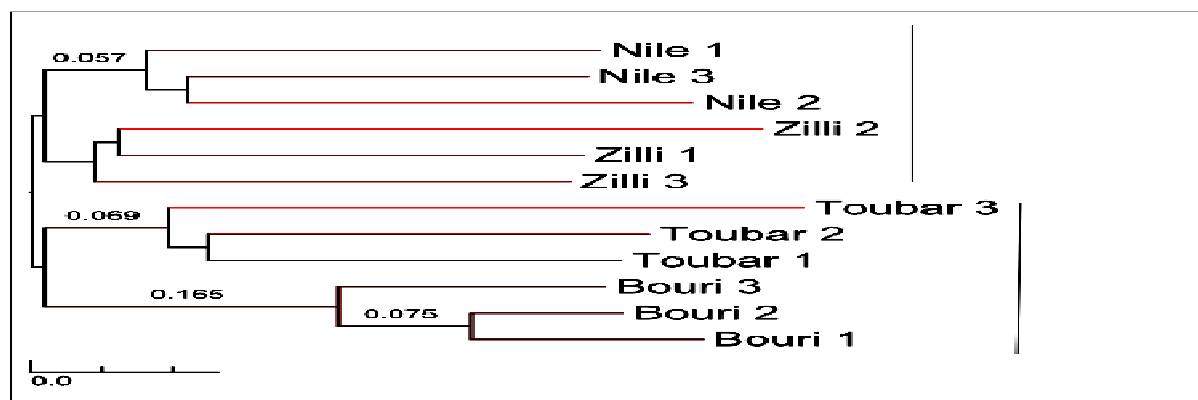 0.057
Nile 1
Nile 3
Nile 2
Zilli 2
Zilli 1
Zilli 3
Toubar 3
0.069
Toubar 2
Toubar 1
Bouri 3
0.165
Bouri 2
0.075
Bouri 1
0.0